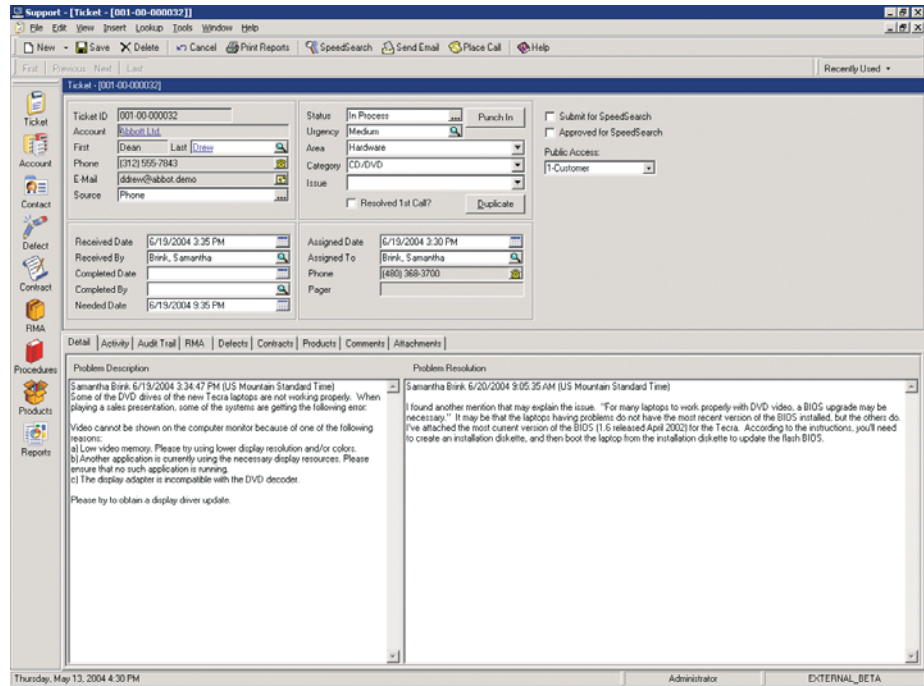 Support - [Ticket - [001-00-000032]]
File Edit View Insert Lookup Tools Window Help
New Save Delete Cancel Print Reports SpeedSearch Send Email Place Call Help
First Previous Next Last Recently Used
Ticket - [001-00-000032]
Ticket
Account
Contact
Defect
Contract
RMA
Procedures
Products
Reports
Ticket ID 001-00-000032
Account Abbott Ltd.
First Dean Last Drew
Phone (312) 555-7843
E-Mail ddrew@abbot.demo
Source Phone
Status In Process Punch In
Urgency Medium
Area Hardware
Category CD/DVD
Issue
Resolved 1st Call? Duplicate
Submit for SpeedSearch
Approved for SpeedSearch
Public Access:
1-Customer
Received Date 6/19/2004 3:35 PM
Received By Brink, Samantha
Completed Date
Completed By
Needed Date 6/19/2004 9:35 PM
Assigned Date 6/19/2004 3:30 PM
Assigned To Brink, Samantha
Phone (480) 368-3700
Pager
Detail Activity Audit Trail RMA Defects Contracts Products Comments Attachments
Problem Description
Samantha Brink 6/19/2004 3:34:47 PM (US Mountain Standard Time)
Some of the DVD drives of the new Tecra laptops are not working properly. When
playing a sales presentation, some of the systems are getting the following error:
Video cannot be shown on the computer monitor because of one of the following
reasons:
a) Low video memory. Please try using lower display resolution and/or colors.
b) Another application is currently using the necessary display resources. Please
ensure that no such application is running.
c) The display adapter is incompatible with the DVD decoder.
Please try to obtain a display driver update.
Problem Resolution
Samantha Brink 6/20/2004 9:05:35 AM (US Mountain Standard Time)
I found another mention that may explain the issue. "For many laptops to work properly with DVD video, a BIOS upgrade may be
necessary." It may be that the laptops having problems do not have the most recent version of the BIOS installed, but the others do.
I've attached the most current version of the BIOS (1.6 released April 2002) for the Tecra. According to the instructions, you'll need
to create an installation diskette, and then boot the laptop from the installation diskette to update the flash BIOS.
Thursday, May 13, 2004 4:30 PM Administrator EXTERNAL_BETA